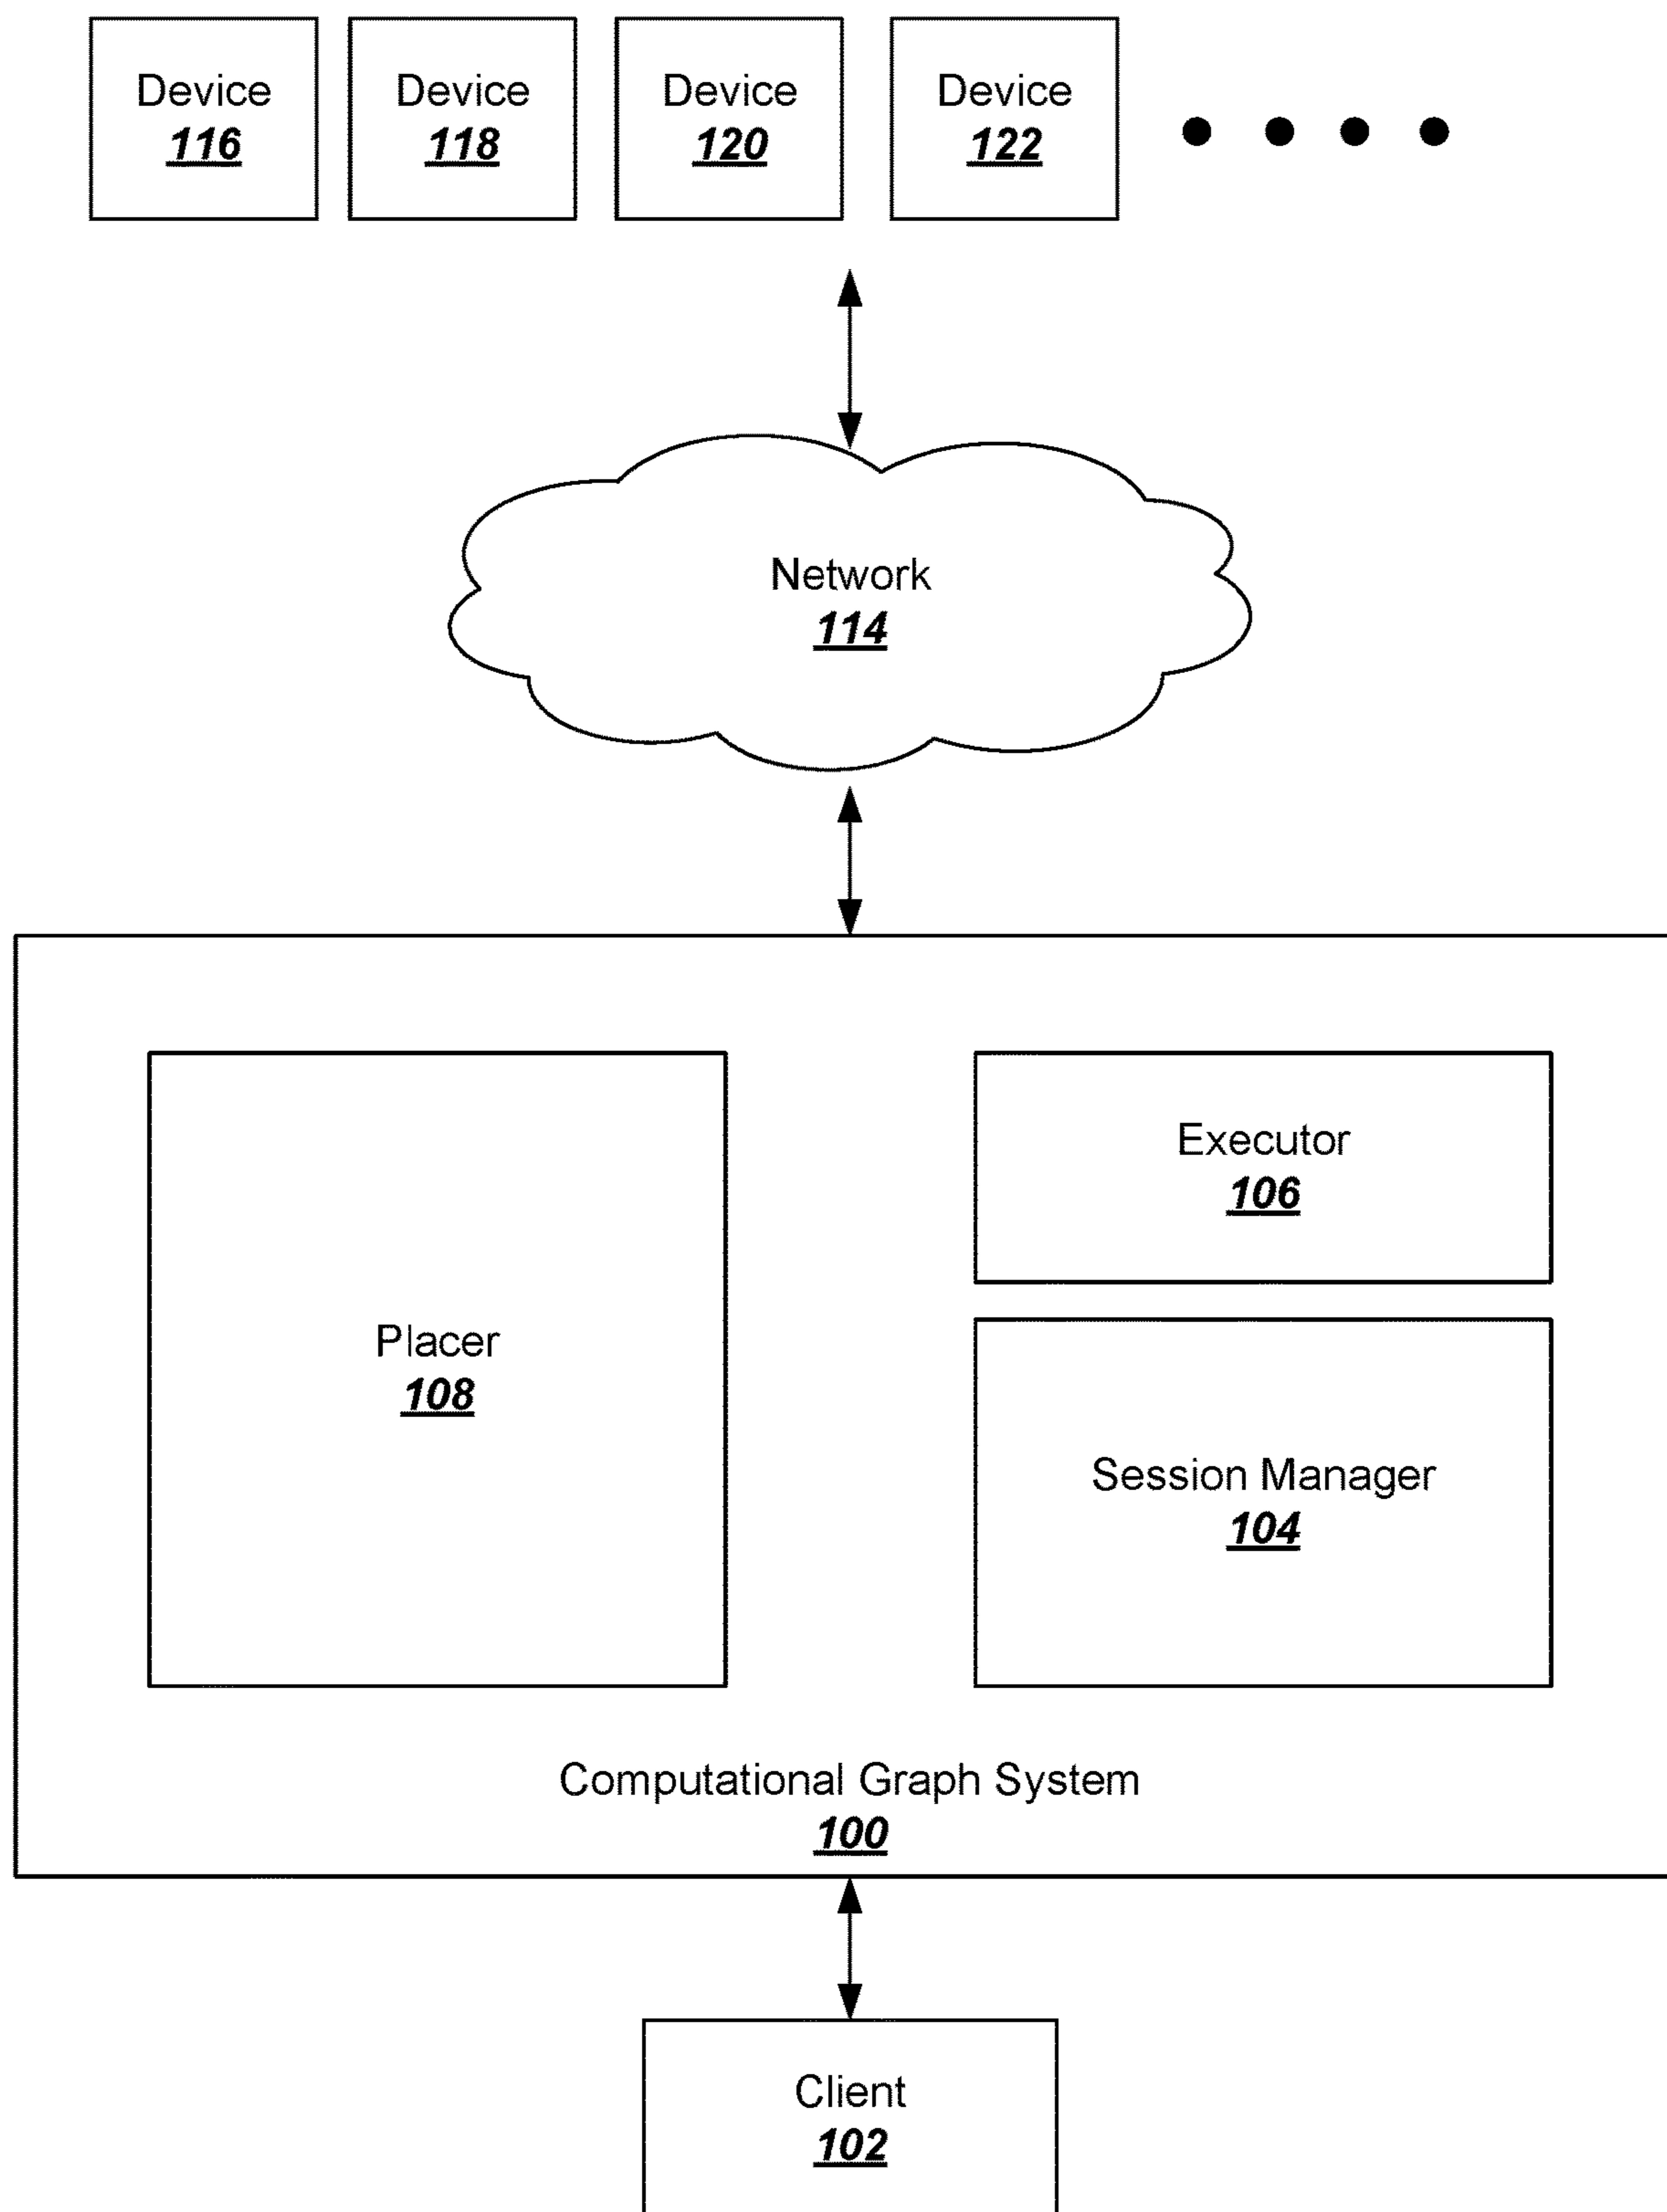 Device
116
Device
118
Device
120
Device
122
Network
114
Placer
108
Executor
106
Session Manager
104
Computational Graph System
100
Client
102